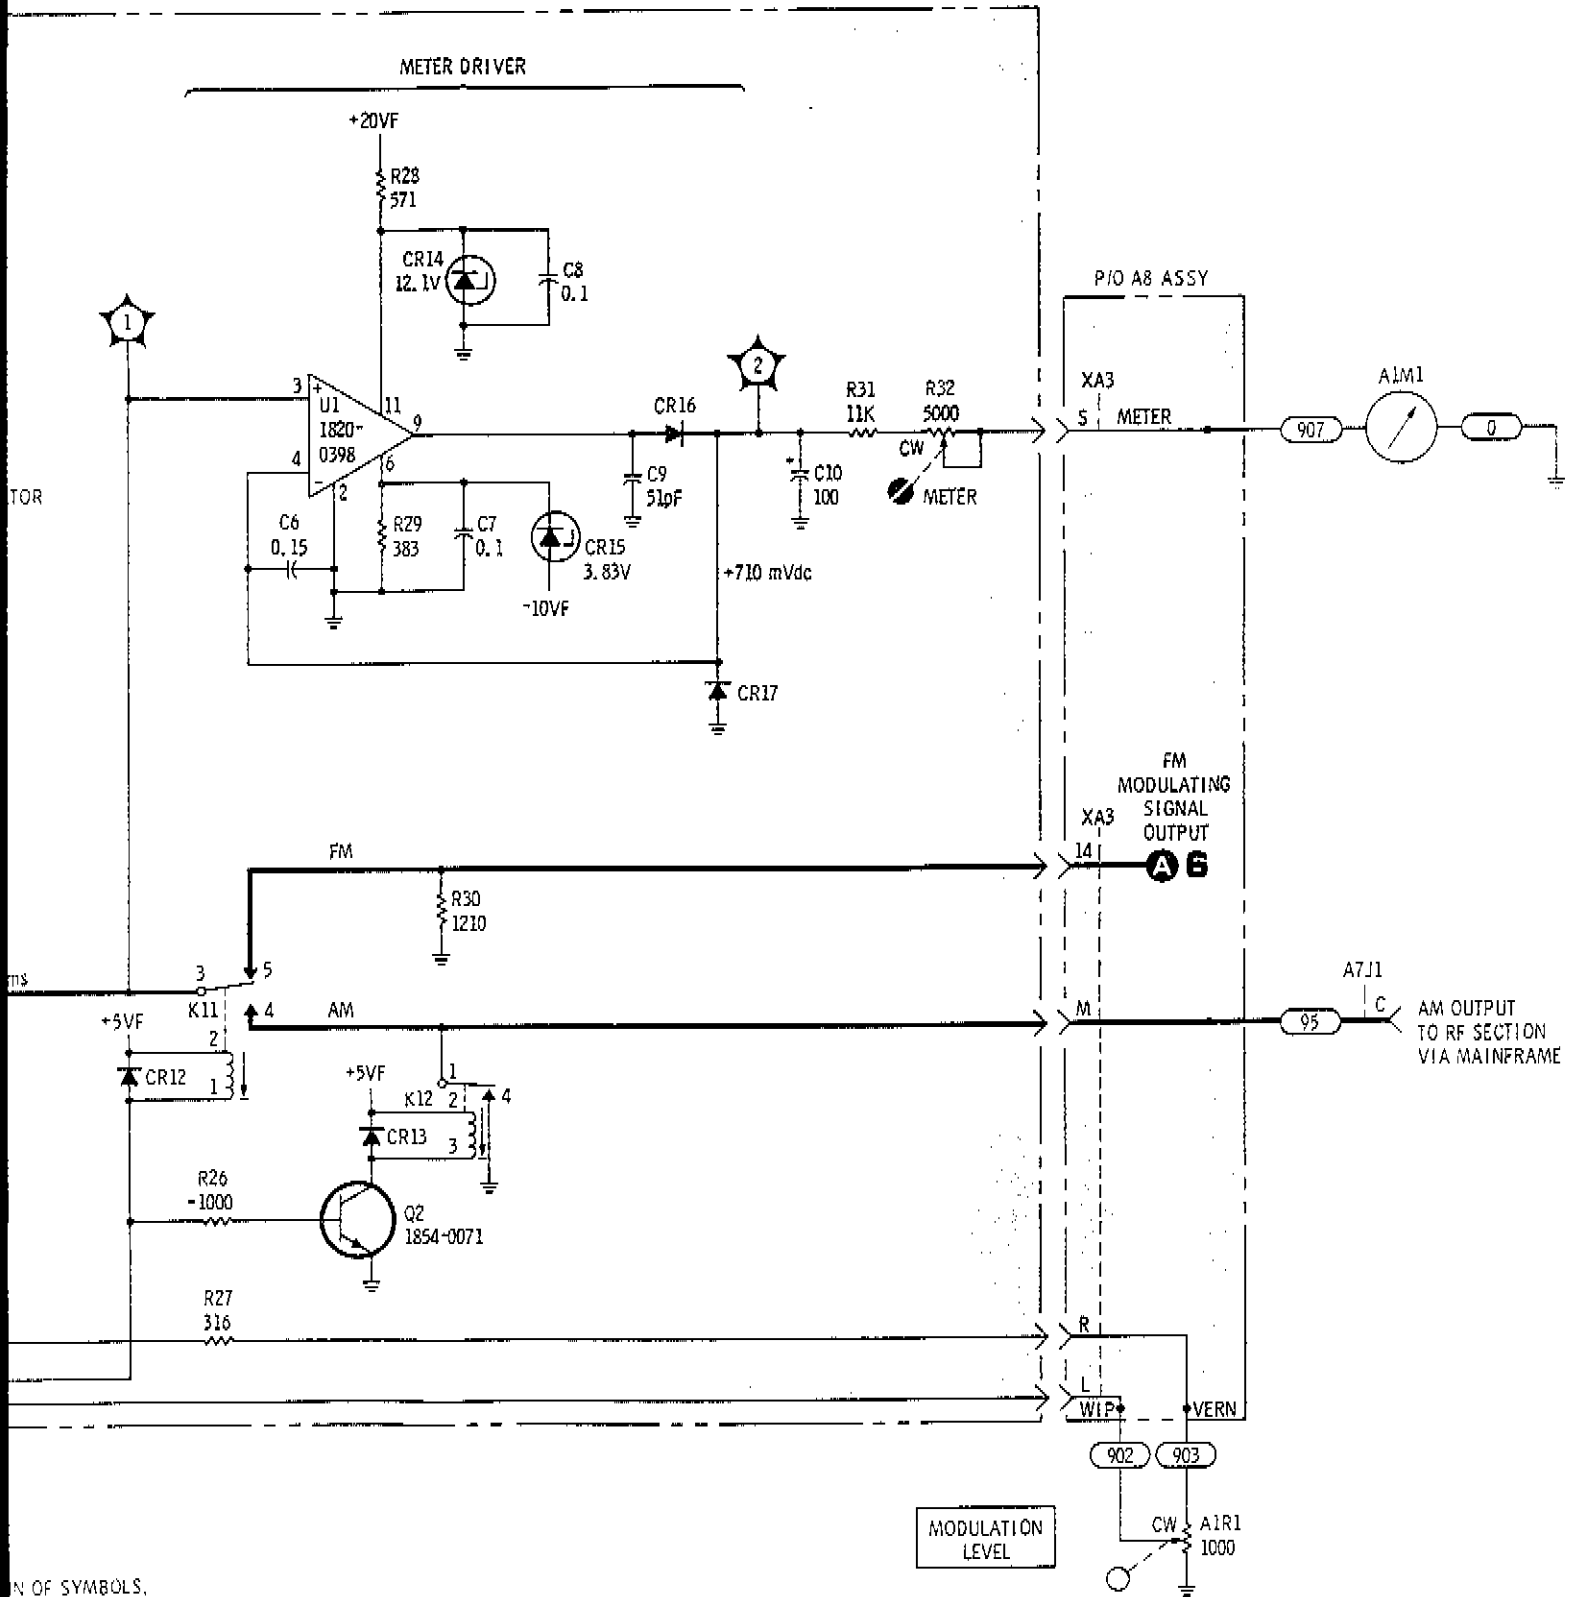 METER DRIVER
+20VF
R28
571
CR14
12.1V
C8
0.1
P/O A8 ASSY
1
2
XA3
A1M1
3
+
U1
1820-
0398
11
9
CR16
R31
11K
R32
5000
S
METER
907
0
4
-
6
2
C9
51pF
+
C10
100
CW
METER
TOR
C6
0.15
R29
383
C7
0.1
CR15
3.83V
+710 mVdc
-10VF
CR17
FM
MODULATING
SIGNAL
OUTPUT
XA3
FM
14
A 6
R30
1210
ms
3
5
K11
4
AM
M
A7J1
95
C
AM OUTPUT
TO RF SECTION
VIA MAINFRAME
+5VF
2
CR12
1
+5VF
1
K12
2
4
CR13
3
R26
-1000
Q2
1854-0071
R27
316
R
L
WIP
VERN
902
903
MODULATION
LEVEL
CW
A1R1
1000
N OF SYMBOLS,